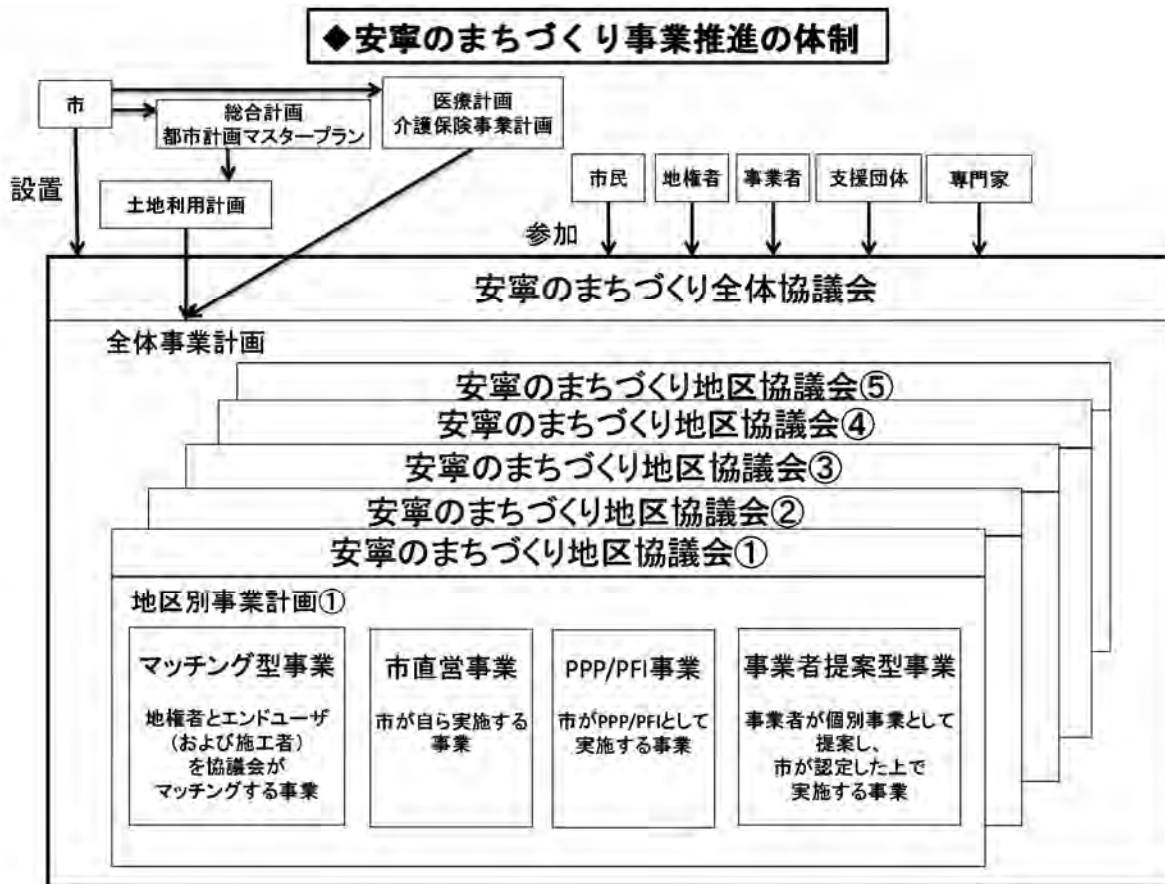 ◆安寧のまちづくり事業推進の体制
市
総合計画
都市計画マスタープラン
医療計画
介護保険事業計画
設置
土地利用計画
市民
地権者
事業者
支援団体
専門家
参加
安寧のまちづくり全体協議会
全体事業計画
安寧のまちづくり地区協議会⑤
安寧のまちづくり地区協議会④
安寧のまちづくり地区協議会③
安寧のまちづくり地区協議会②
安寧のまちづくり地区協議会①
地区別事業計画①
マッチング型事業
地権者とエンドユーザ
(および施工者)
を協議会が
マッチングする事業
市直営事業
市が自ら実施する
事業
PPP/PFI事業
市がPPP/PFIとして
実施する事業
事業者提案型事業
事業者が個別事業として
提案し、
市が認定した上で
実施する事業